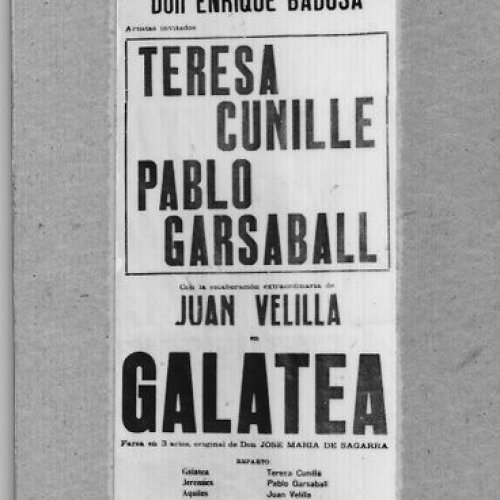 DON ENRIQUE BADOSA
Artistas invitados
TERESA
CUNILLE
PABLO
GARSABALL
Con la colaboración extraordinaria de
JUAN VELILLA
en
GALATEA
Farsa en 3 actos, original de Don JOSE MARIA DE SAGARRA
REPARTO
Galatea Teresa Cunillé
Jeremies Pablo Garsaball
Aquiles Juan Velilla